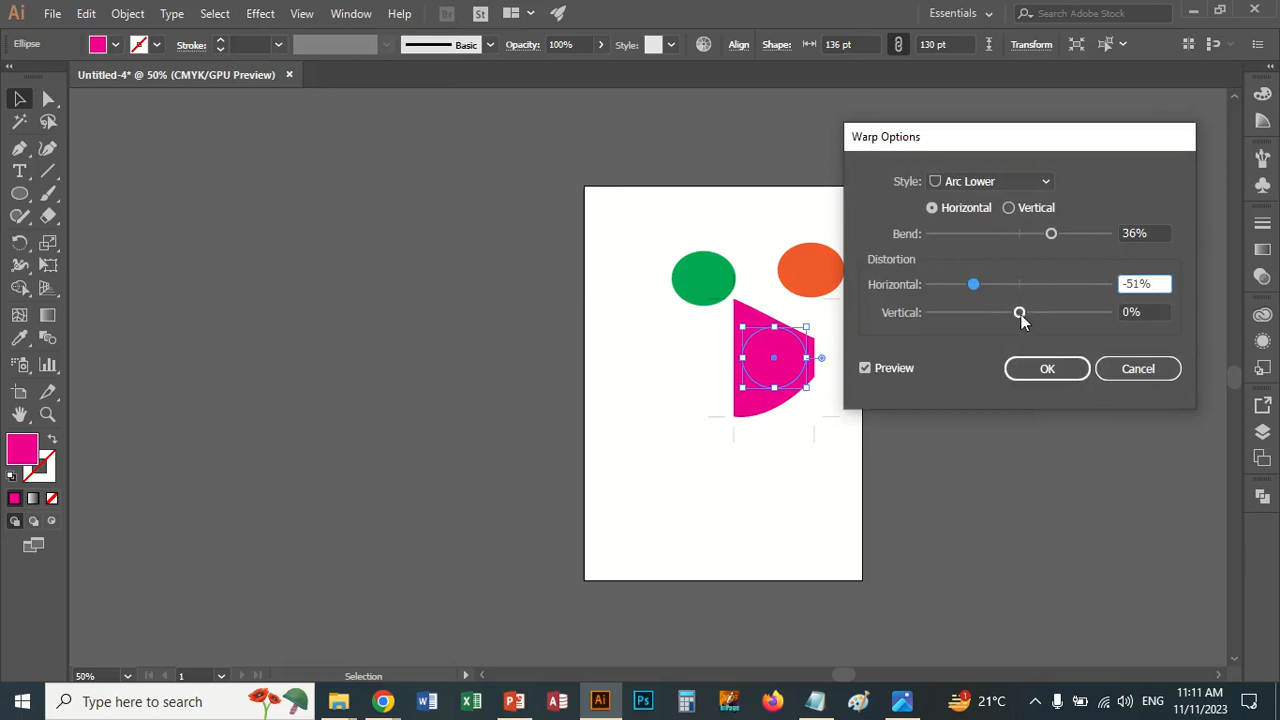 Ai File Edit Object Type Select Effect View Window Help Br St Essentials Search Adobe Stock
Ellipse Stroke: Basic Opacity: 100% Style: Align Shape: 136 pt 130 pt Transform
Untitled-4* @ 50% (CMYK/GPU Preview)
Warp Options
Style: Arc Lower
Horizontal Vertical
Bend: 36%
Distortion
Horizontal: -51%
Vertical: 0%
Preview OK Cancel
50% 1 Selection
Type here to search 21°C ENG 11:11 AM
11/11/2023